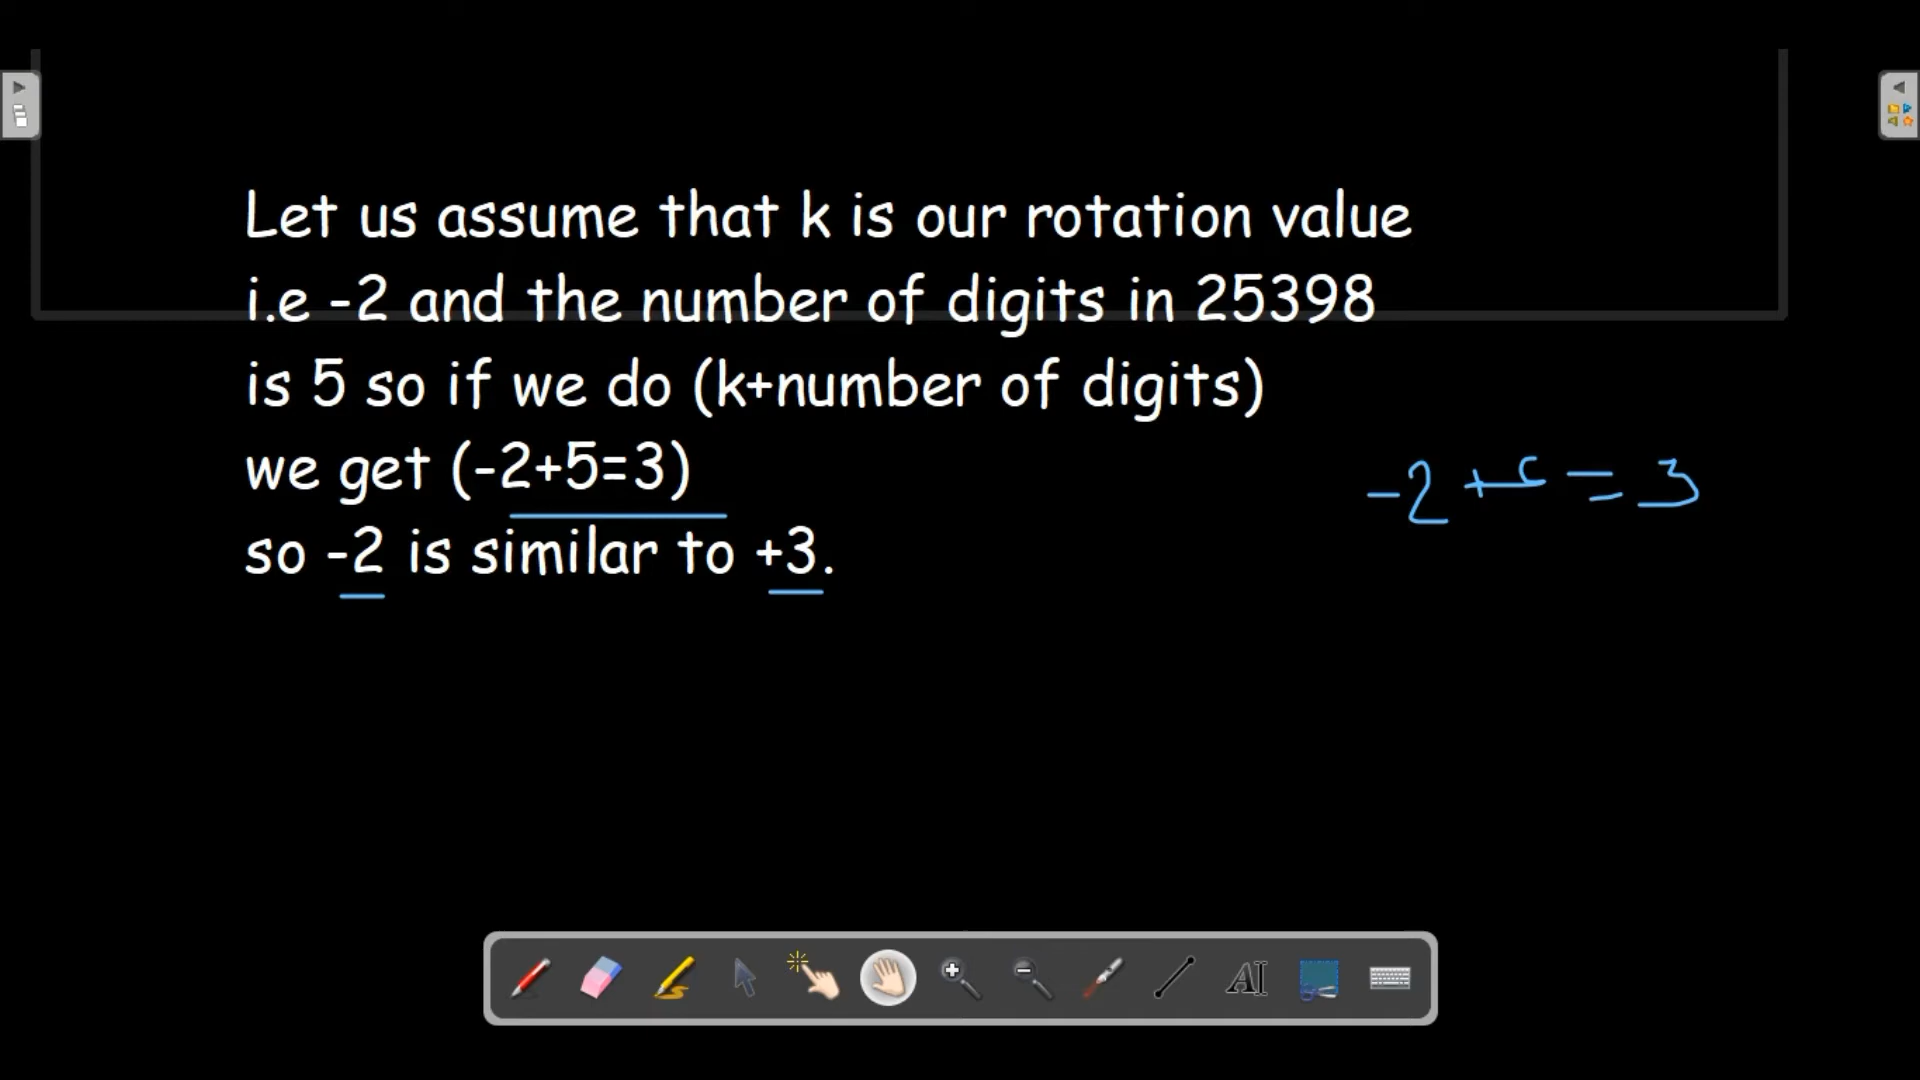 Let us assume that k is our rotation value
i.e -2 and the number of digits in 25398
is 5 so if we do (k+number of digits)
we get (-2+5=3)
-2 + 5 = 3
so -2 is similar to +3.
AI